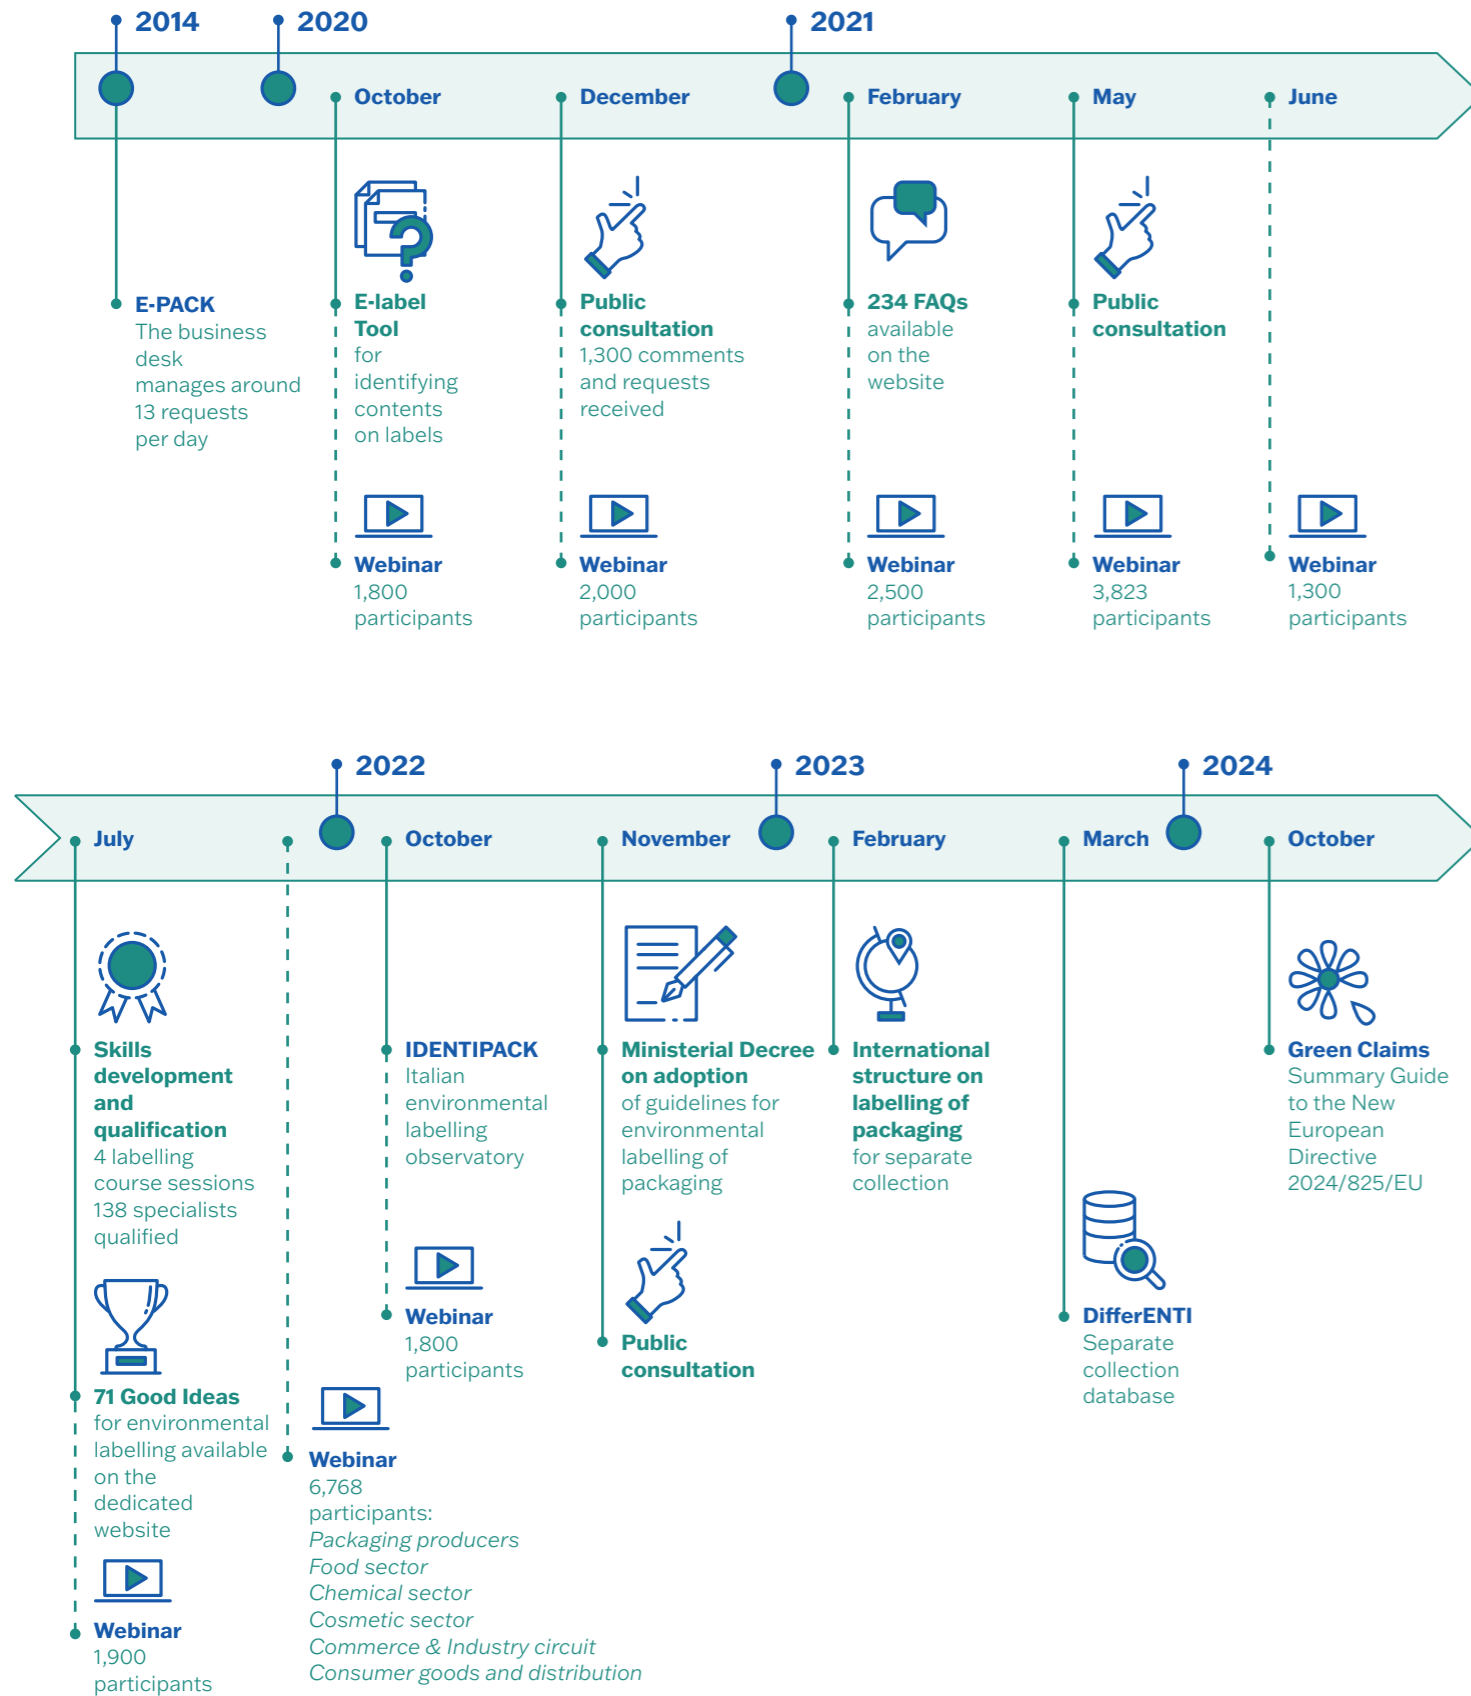 2014
2020
2021
October
December
February
May
June
E-PACK
The business
desk
manages around
13 requests
per day
E-label
Tool
for
identifying
contents
on labels
Public
consultation
1,300 comments
and requests
received
234 FAQs
available
on the
website
Public
consultation
Webinar
1,800
participants
Webinar
2,000
participants
Webinar
2,500
participants
Webinar
3,823
participants
Webinar
1,300
participants
2022
2023
2024
July
October
November
February
March
October
Skills
development
and
qualification
4 labelling
course sessions
138 specialists
qualified
71 Good Ideas
for environmental
labelling available
on the
dedicated
website
Webinar
1,900
participants
Webinar
6,768
participants:
Packaging producers
Food sector
Chemical sector
Cosmetic sector
Commerce & Industry circuit
Consumer goods and distribution
IDENTIPACK
Italian
environmental
labelling
observatory
Webinar
1,800
participants
Ministerial Decree
on adoption
of guidelines for
environmental
labelling of
packaging
Public
consultation
International
structure on
labelling of
packaging
for separate
collection
DifferENTI
Separate
collection
database
Green Claims
Summary Guide
to the New
European
Directive
2024/825/EU